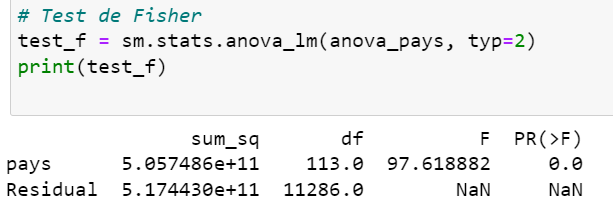 # Test de Fisher
test_f = sm.stats.anova_lm(anova_pays, typ=2)
print(test_f)
sum_sq df F PR(>F)
pays 5.057486e+11 113.0 97.618882 0.0
Residual 5.174430e+11 11286.0 NaN NaN